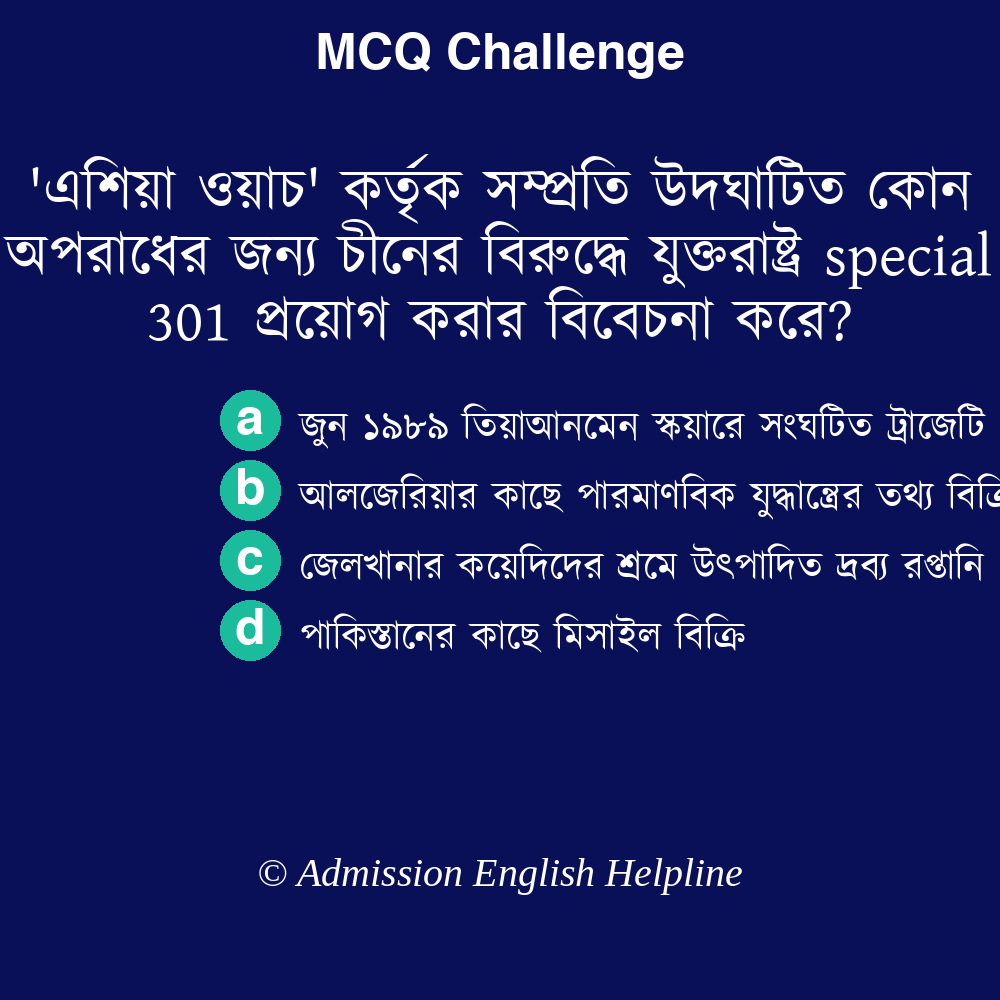 MCQ Challenge
'এশিয়া ওয়াচ' কর্তৃক সম্প্রতি উদঘাটিত কোন
অপরাধের জন্য চীনের বিরুদ্ধে যুক্তরাষ্ট্র special
301 প্রয়োগ করার বিবেচনা করে?
a জুন ১৯৮৯ তিয়াআনমেন স্কয়ারে সংঘটিত ট্রাজেটি
b আলজেরিয়ার কাছে পারমাণবিক যুদ্ধাস্ত্রের তথ্য
c জেলখানার কয়েদিদের শ্রমে উৎপাদিত দ্রব্য রপ্তানি
d পাকিস্তানের কাছে মিসাইল বিক্রি
© Admission English Helpline